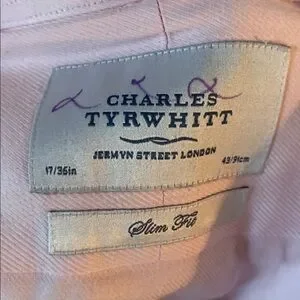 CHARLES
TYRWHITT
JERMYN STREET LONDON
17/36in 43/91cm
Slim Fit